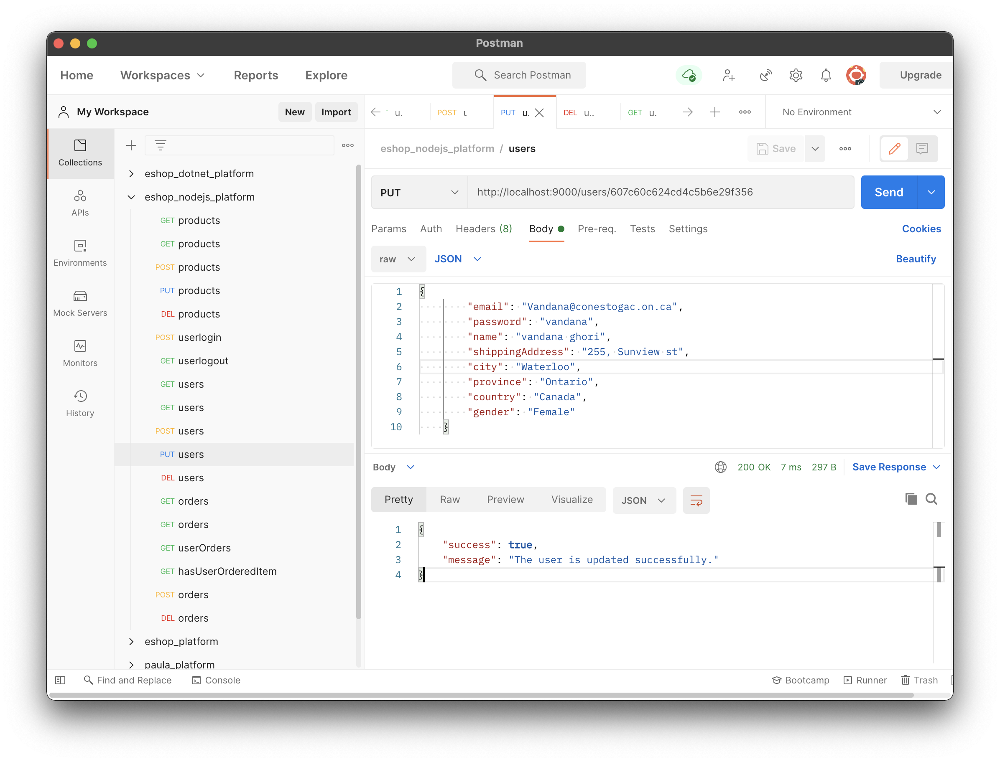 Postman
Home Workspaces Reports Explore Search Postman Upgrade
My Workspace New Import
u. POST PUT u. DEL u.. GET u. No Environment
Collections
APIs
Environments
Mock Servers
Monitors
History
eshop_dotnet_platform
eshop_nodejs_platform
GET products
GET products
POST products
PUT products
DEL products
POST userlogin
GET userlogout
GET users
GET users
POST users
PUT users
DEL users
GET orders
GET orders
GET userOrders
GET hasUserOrderedItem
POST orders
DEL orders
eshop_platform
paula_platform
eshop_nodejs_platform / users Save
PUT http://localhost:9000/users/607c60c624cd4c5b6e29f356 Send
Params Auth Headers (8) Body Pre-req. Tests Settings Cookies
raw JSON Beautify
1 {
2 "email": "Vandana@conestogac.on.ca",
3 "password": "vandana",
4 "name": "vandana ghori",
5 "shippingAddress": "255, Sunview st",
6 "city": "Waterloo",
7 "province": "Ontario",
8 "country": "Canada",
9 "gender": "Female"
10 }
Body 200 OK 7 ms 297 B Save Response
Pretty Raw Preview Visualize JSON
1 {
2 "success": true,
3 "message": "The user is updated successfully."
4 }
Find and Replace Console Bootcamp Runner Trash